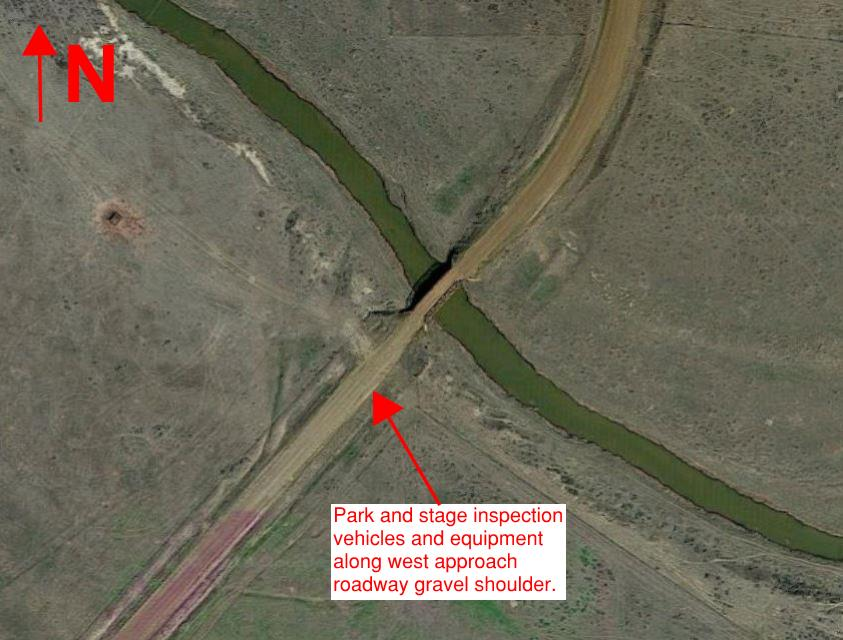 N
Park and stage inspection
vehicles and equipment
along west approach
roadway gravel shoulder.